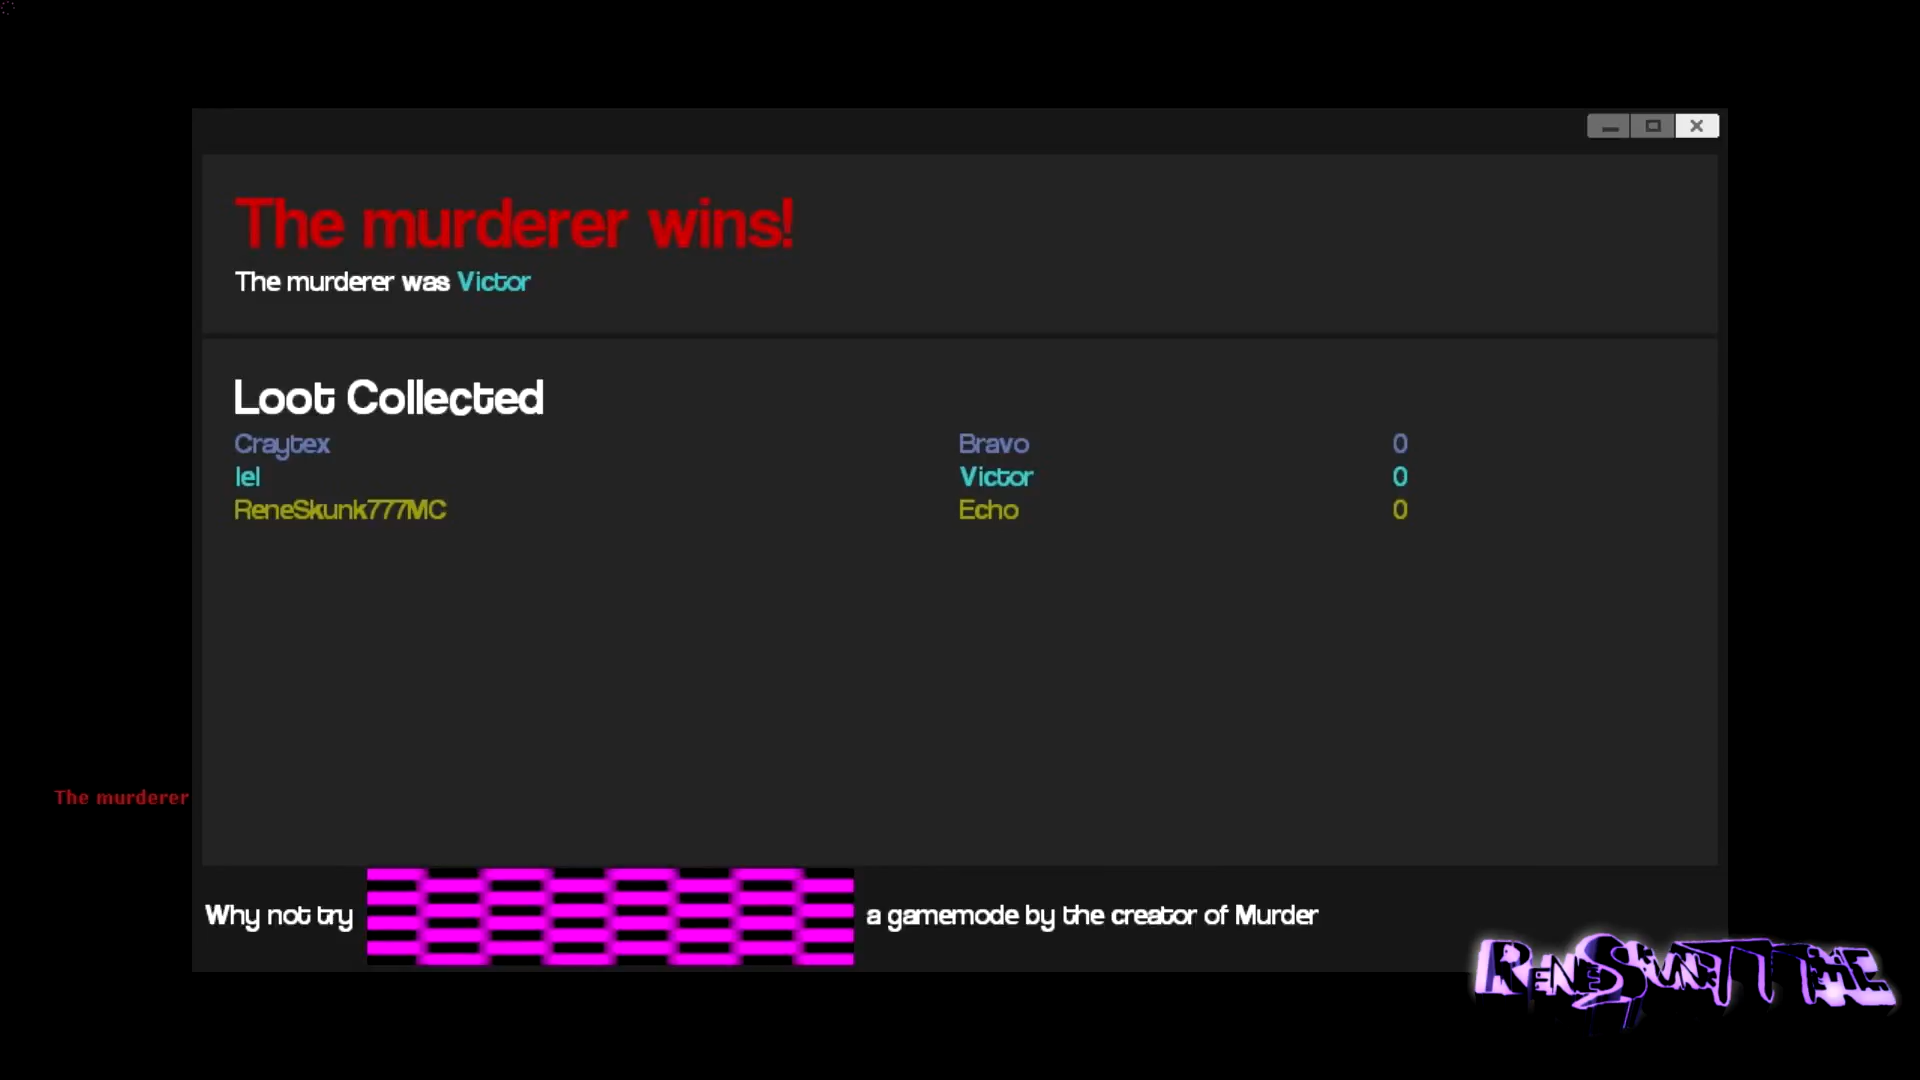 The murderer wins!
The murderer was Victor
Loot Collected
Craytex Bravo 0
lel Victor 0
ReneSkunk777MC Echo 0
The murderer
Why not try a gamemode by the creator of Murder